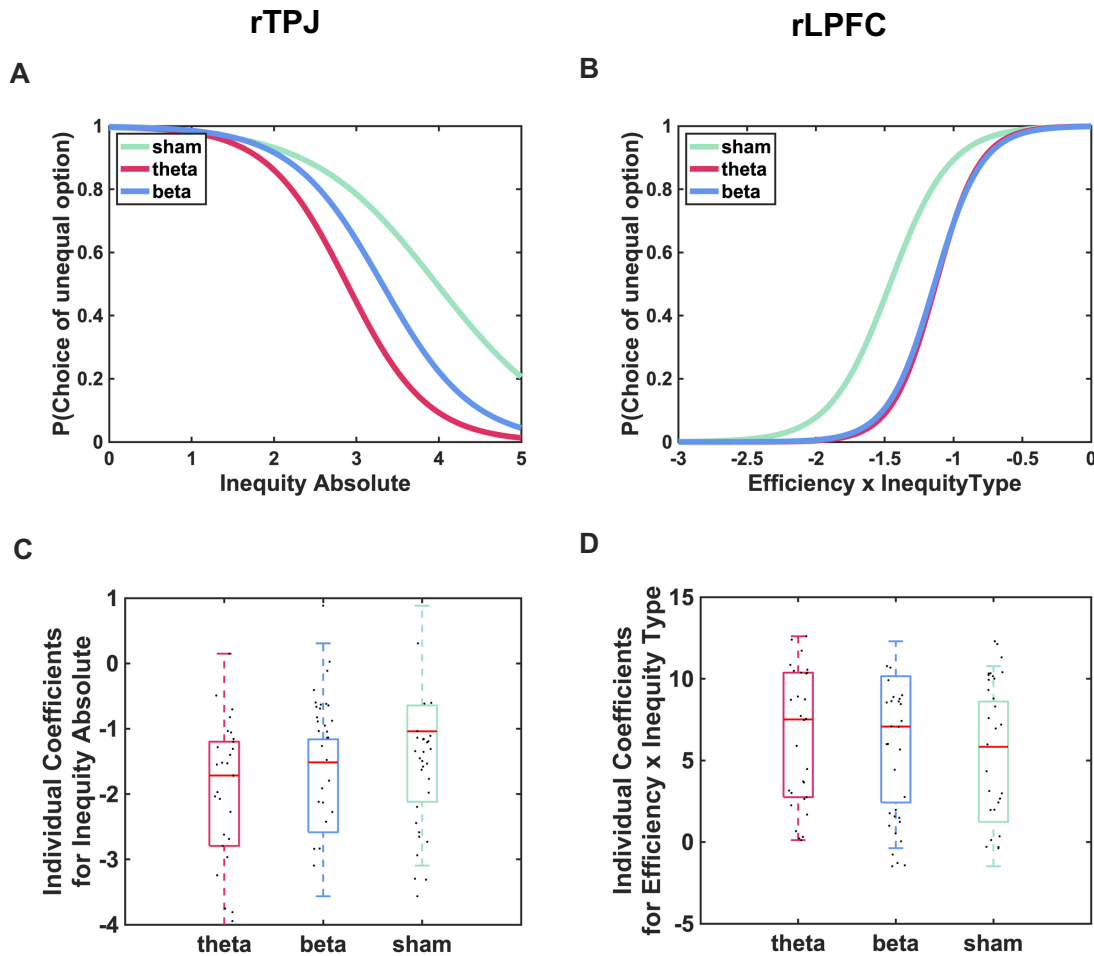 rTPJ
rLPFC
A
B
P(Choice of unequal option)
1
0.8
0.6
0.4
0.2
0
sham
theta
beta
0 1 2 3 4 5
Inequity Absolute
P(Choice of unequal option)
1
0.8
0.6
0.4
0.2
0
sham
theta
beta
-3 -2.5 -2 -1.5 -1 -0.5 0
Efficiency x InequityType
C
D
Individual Coefficients
for Inequity Absolute
1
0
-1
-2
-3
-4
theta beta sham
Individual Coefficients
for Efficiency x Inequity Type
15
10
5
0
-5
theta beta sham